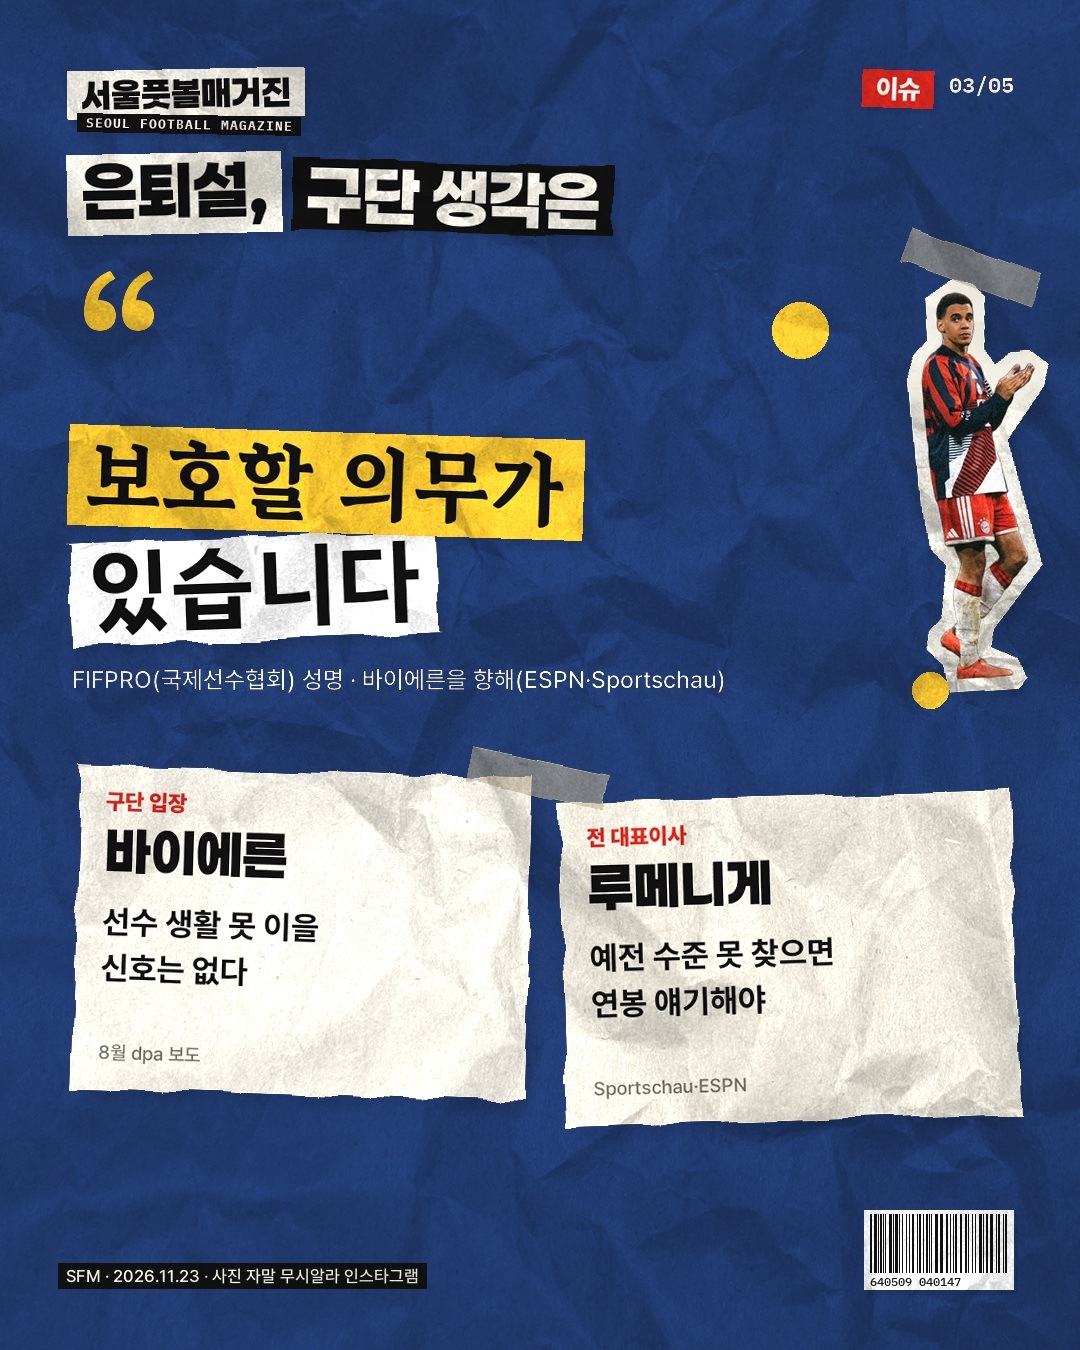 서울풋볼매거진
SEOUL FOOTBALL MAGAZINE
이슈 03/05
은퇴설, 구단 생각은
“
보호할 의무가
있습니다
FIFPRO(국제선수협회) 성명 · 바이에른을 향해(ESPN·Sportschau)
구단 입장
바이에른
선수 생활 못 이을
신호는 없다
8월 dpa 보도
전 대표이사
루메니게
예전 수준 못 찾으면
연봉 얘기해야
Sportschau·ESPN
SFM · 2026.11.23 · 사진 자말 무시알라 인스타그램
640509 040147